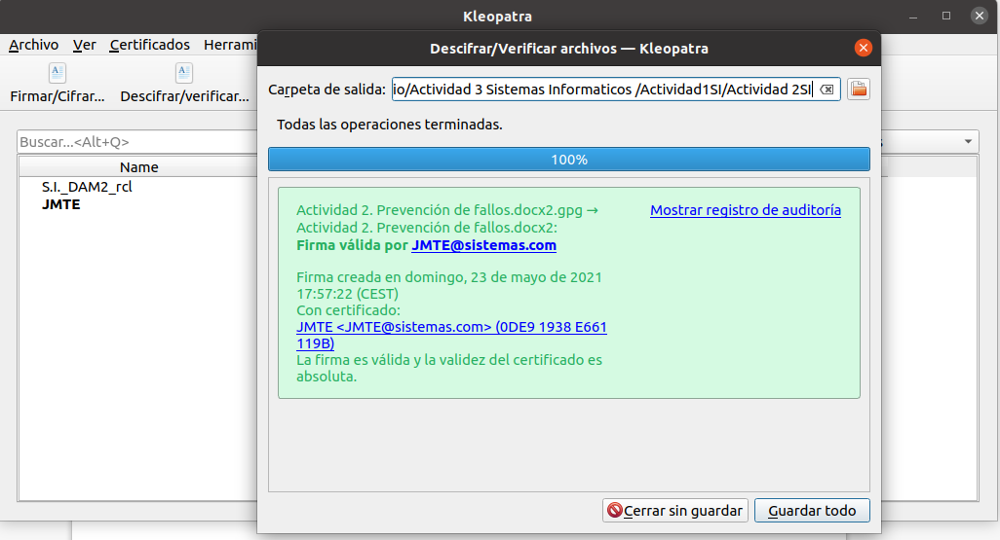 Kleopatra
Archivo Ver Certificados Herrami
Descifrar/Verificar archivos — Kleopatra
Firmar/Cifrar... Descifrar/verificar...
Carpeta de salida: io/Actividad 3 Sistemas Informaticos /Actividad1SI/Actividad 2SI
Todas las operaciones terminadas.
Buscar...<Alt+Q>
100%
Name
S.I._DAM2_rcl
JMTE
Actividad 2. Prevención de fallos.docx2.gpg →
Actividad 2. Prevención de fallos.docx2:
Firma válida por JMTE@sistemas.com
Mostrar registro de auditoría
Firma creada en domingo, 23 de mayo de 2021
17:57:22 (CEST)
Con certificado:
JMTE <JMTE@sistemas.com> (0DE9 1938 E661
119B)
La firma es válida y la validez del certificado es
absoluta.
Cerrar sin guardar Guardar todo